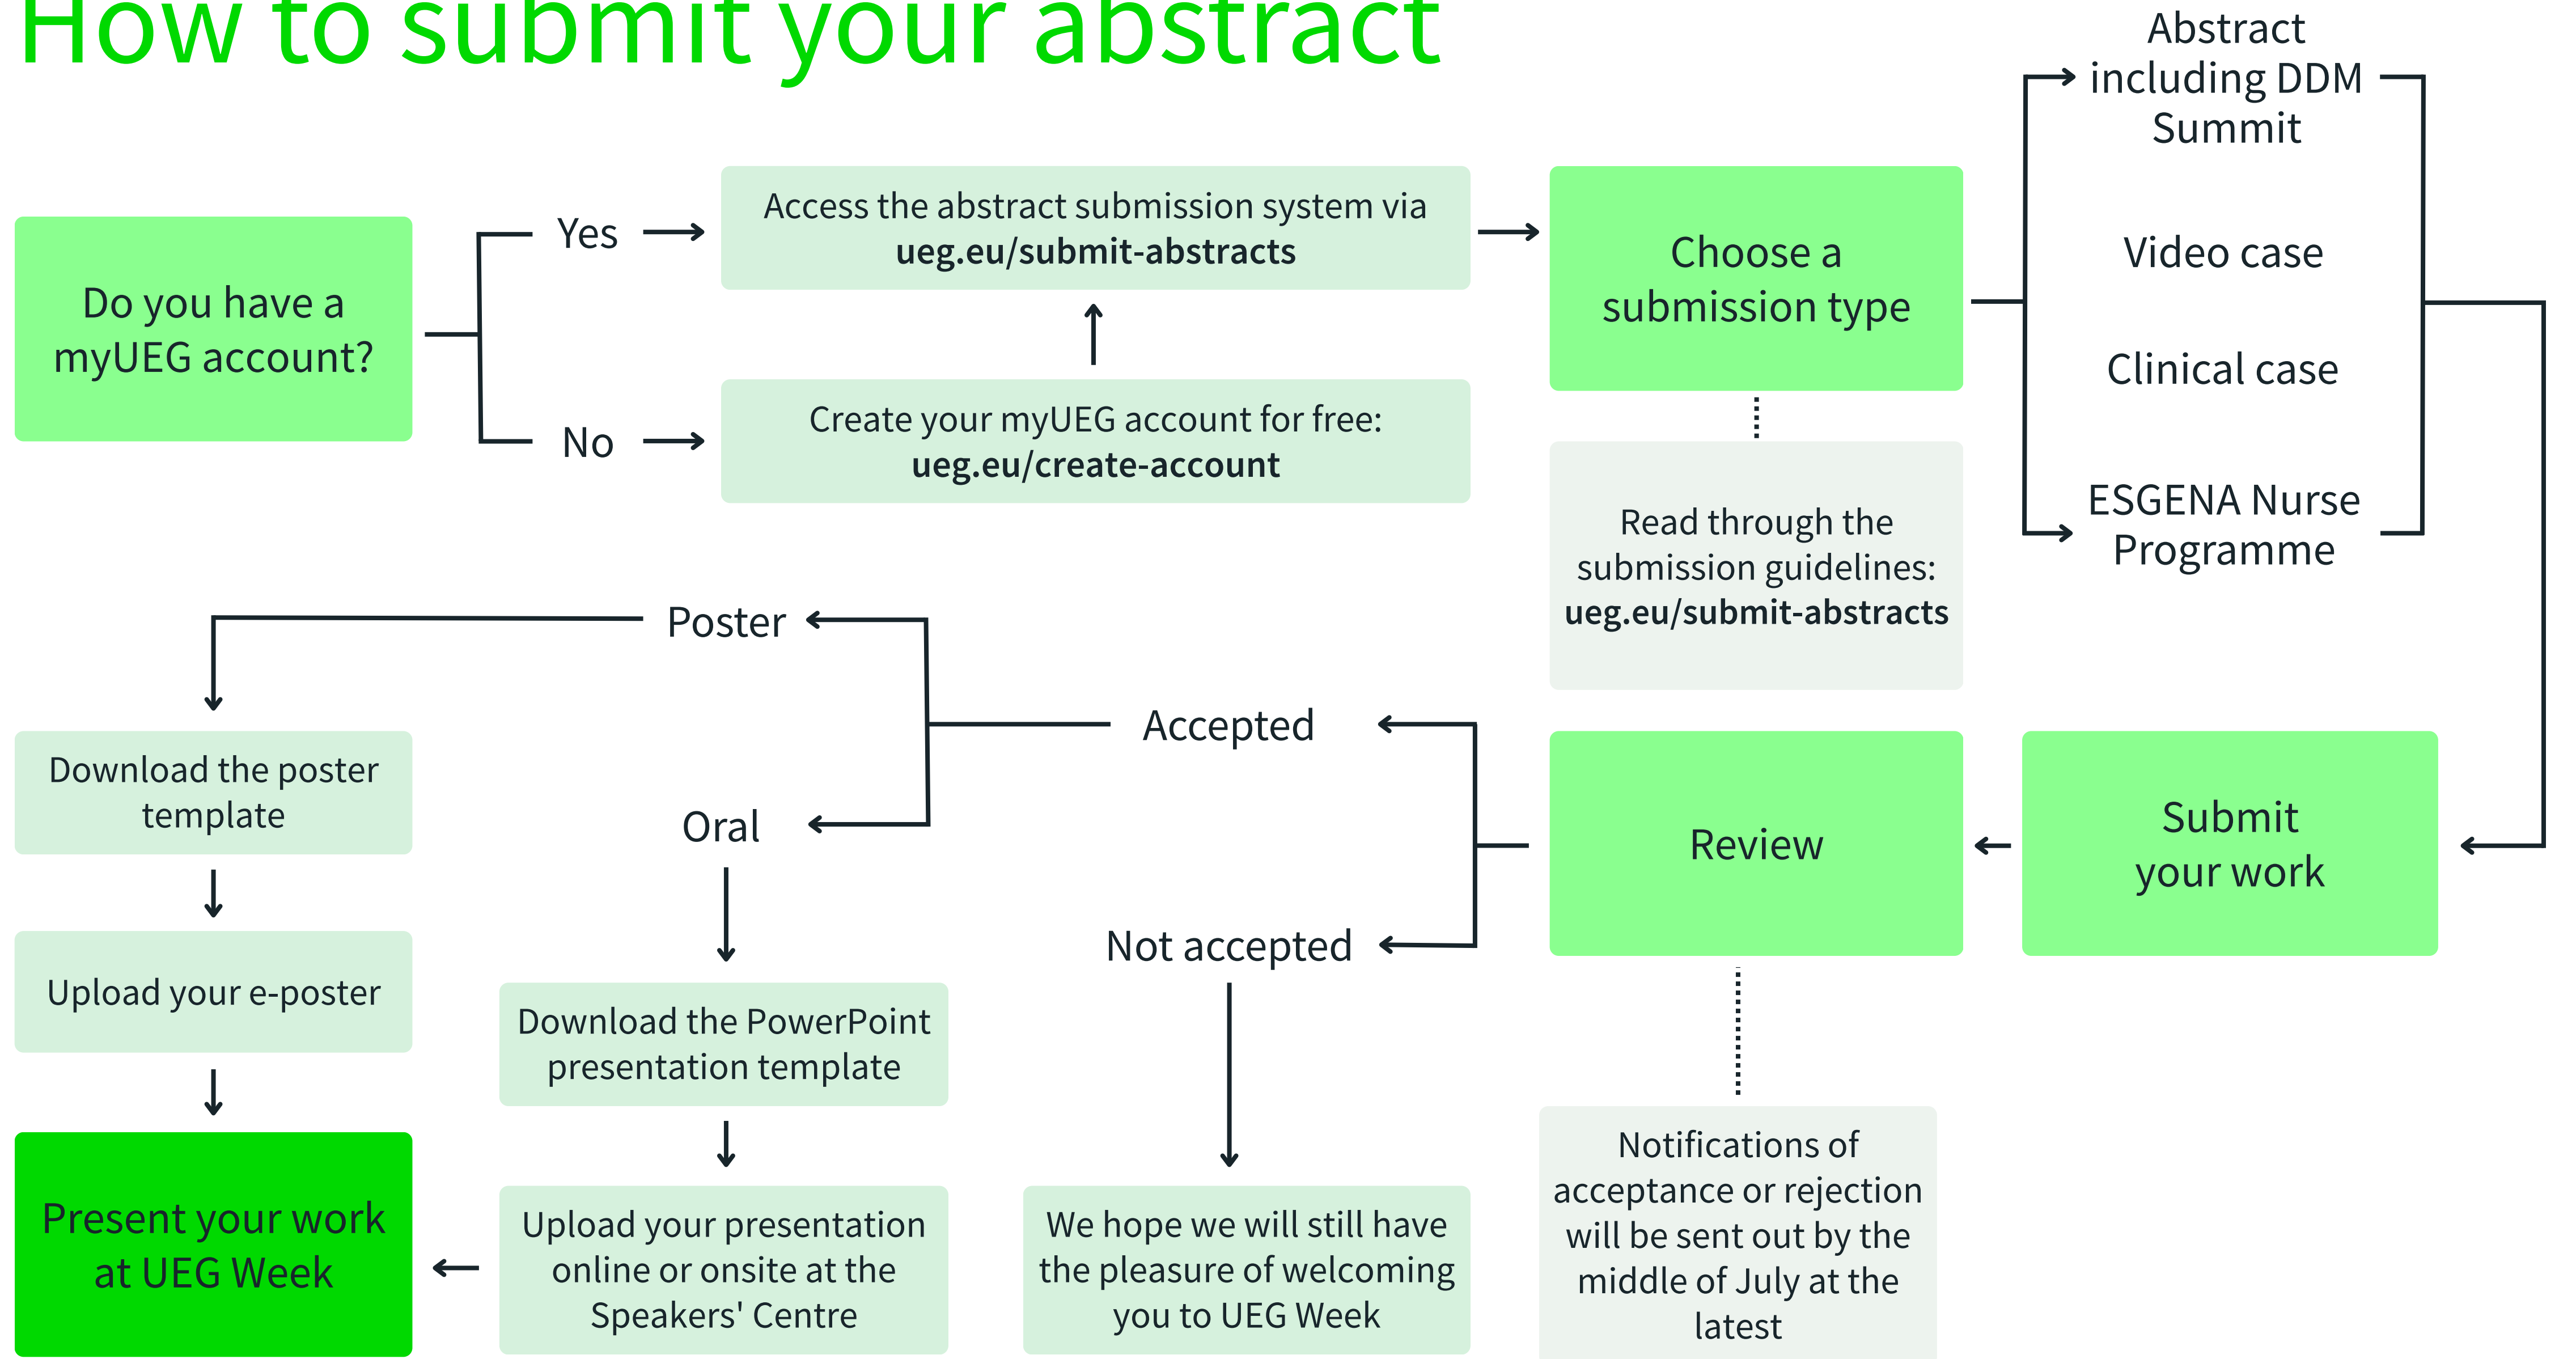 How to submit your abstract
Do you have a
myUEG account?
Yes
No
Access the abstract submission system via
ueg.eu/submit-abstracts
Create your myUEG account for free:
ueg.eu/create-account
Choose a
submission type
Read through the
submission guidelines:
ueg.eu/submit-abstracts
Abstract
including DDM
Summit
Video case
Clinical case
ESGENA Nurse
Programme
Submit
your work
Review
Notifications of
acceptance or rejection
will be sent out by the
middle of July at the
latest
Accepted
Not accepted
We hope we will still have
the pleasure of welcoming
you to UEG Week
Poster
Oral
Download the PowerPoint
presentation template
Upload your presentation
online or onsite at the
Speakers' Centre
Download the poster
template
Upload your e-poster
Present your work
at UEG Week